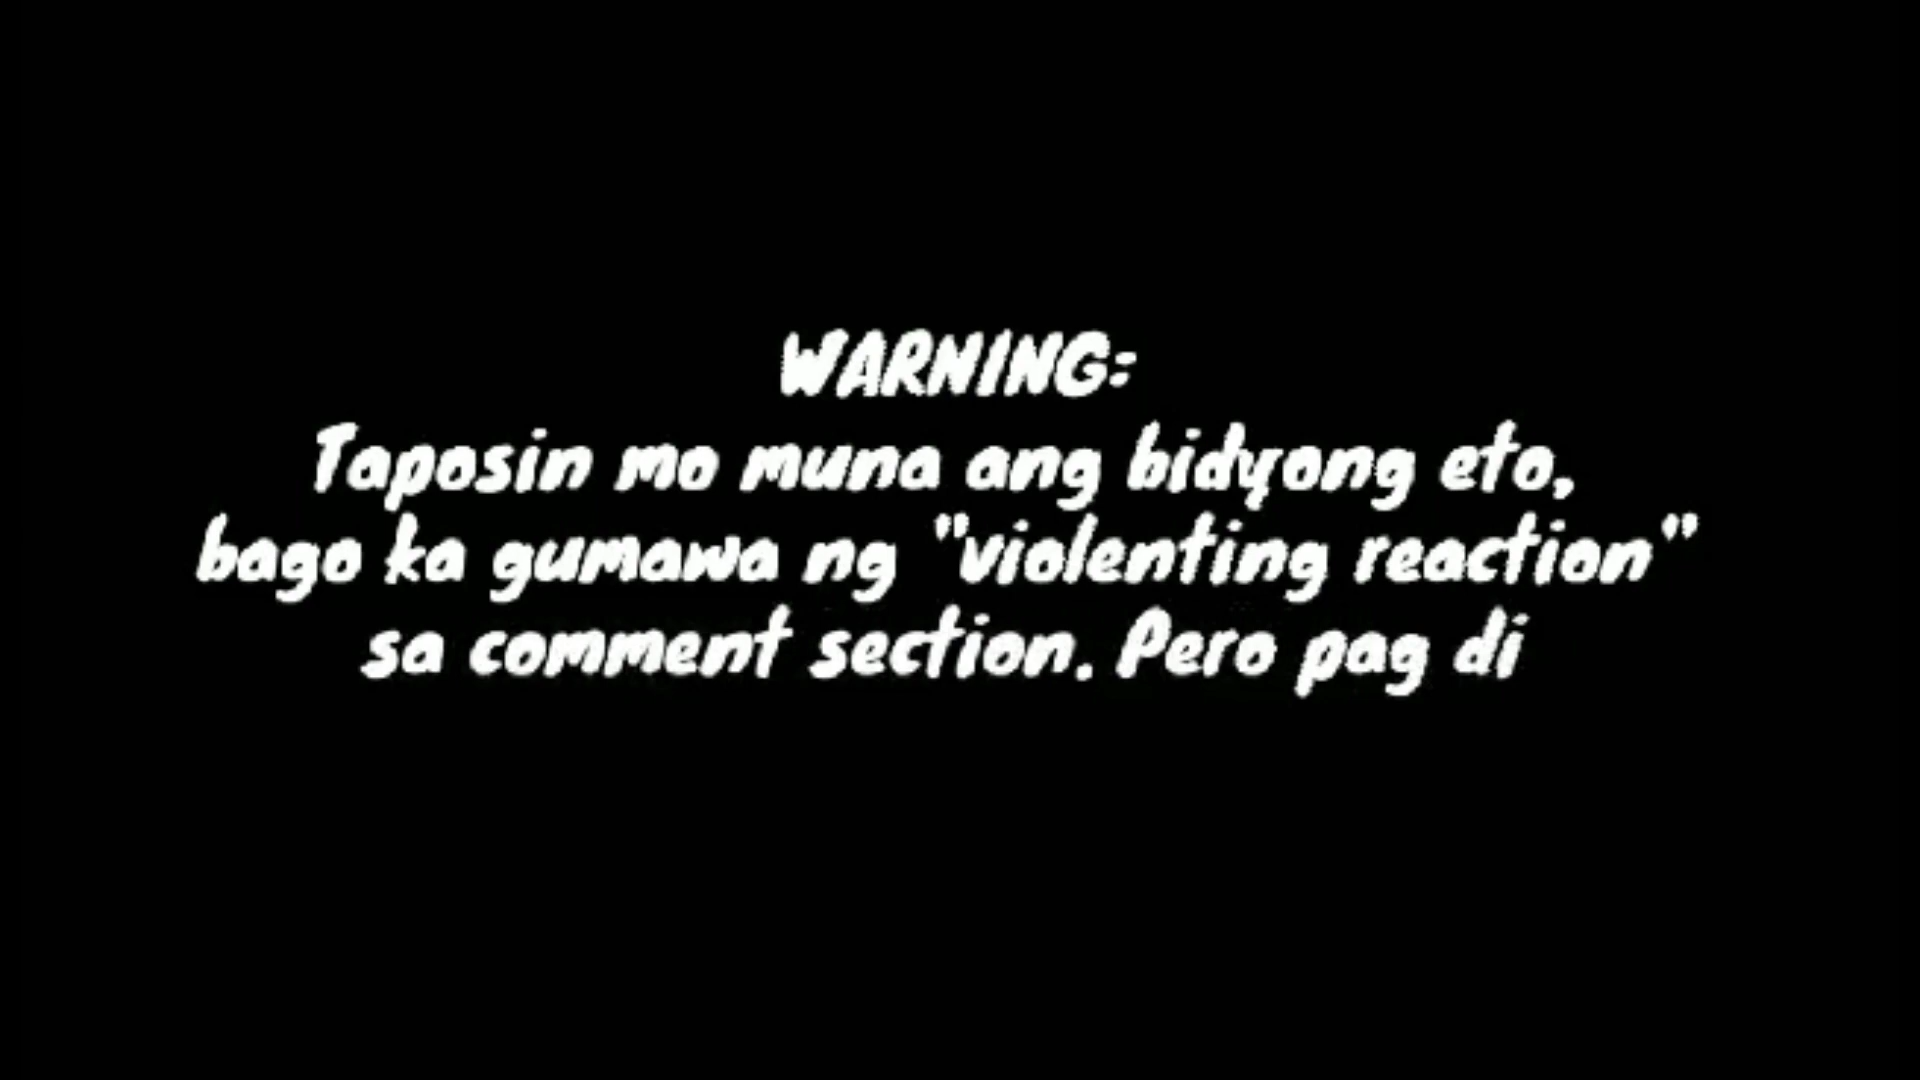 WARNING:
Taposin mo muna ang bidyong eto,
bago ka gumawa ng "violenting reaction"
sa comment section. Pero pag di